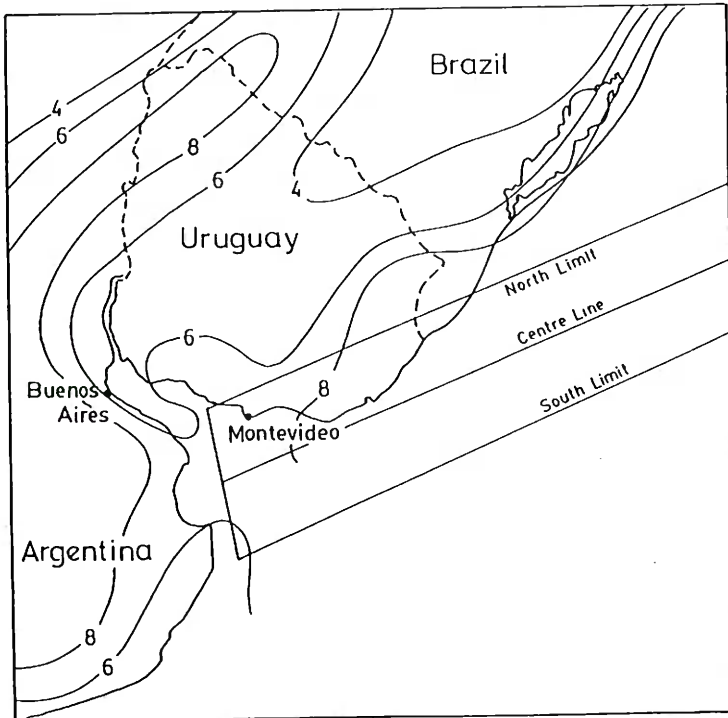 Brazil
4
6
8
6
4
Uruguay
North Limit
Centre Line
6
South Limit
8
Buenos
Aires
Montevideo
Argentina
8
6